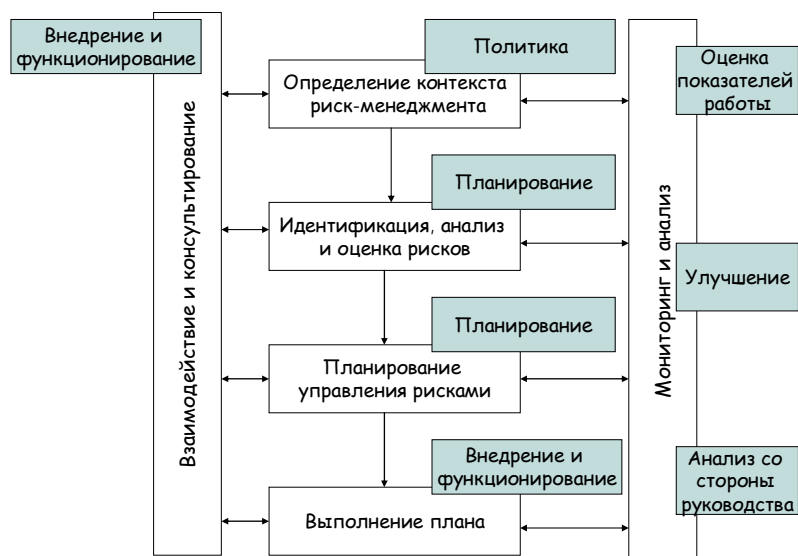 Внедрение и
функционирование
Политика
Оценка
показателей
работы
Определение контекста
риск-менеджмента
Планирование
Идентификация, анализ
и оценка рисков
Улучшение
Планирование
Планирование
управления рисками
Внедрение и
функционирование
Анализ со
стороны
руководства
Выполнение плана
Взаимодействие и консультирование
Мониторинг и анализ